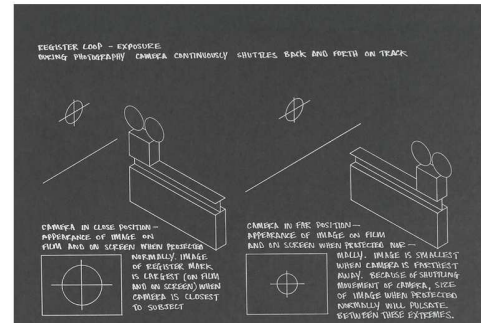 REGISTER LOOP – EXPOSURE
DURING PHOTOGRAPHY CAMERA CONTINUOUSLY SHUTTLES BACK AND FORTH ON TRACK
CAMERA IN CLOSE POSITION—
APPEARANCE OF IMAGE ON
FILM AND ON SCREEN WHEN PROJECTED
NORMALLY. IMAGE
OF REGISTER MARK
IS LARGEST (ON FILM
AND ON SCREEN) WHEN
CAMERA IS CLOSEST
TO SUBJECT
CAMERA IN FAR POSITION—
APPEARANCE OF IMAGE ON FILM
AND ON SCREEN WHEN PROJECTED NOR—
MALLY. IMAGE IS SMALLEST
WHEN CAMERA IS FARTHEST
AWAY. BECAUSE OF SHUTTLING
MOVEMENT OF CAMERA, SIZE
OF IMAGE WHEN PROJECTED
NORMALLY WILL PULSATE
BETWEEN THESE EXTREMES.